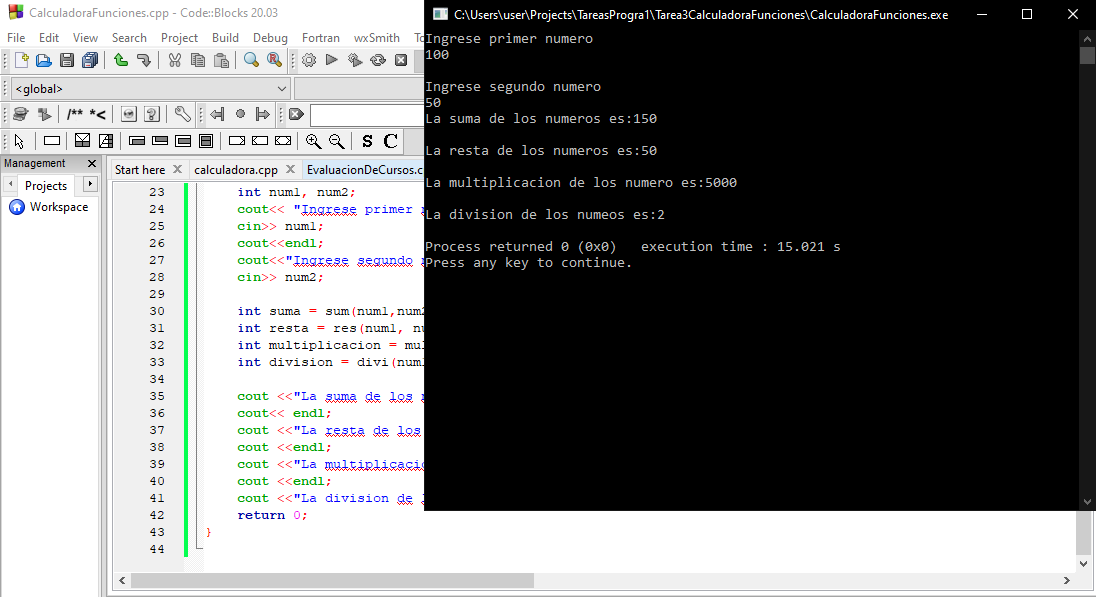 CalculadoraFunciones.cpp - Code::Blocks 20.03
File Edit View Search Project Build Debug Fortran wxSmith
<global>
/** *<
S C
Management
Projects
Workspace
Start here calculadora.cpp EvaluacionDeCursos.c
23 int num1, num2;
24 cout<< "Ingrese primer
25 cin>> num1;
26 cout<<endl;
27 cout<<"Ingrese segundo
28 cin>> num2;
29
30 int suma = sum(num1,num2
31 int resta = res(num1, nu
32 int multiplicacion = mul
33 int division = divi(num1
34
35 cout <<"La suma de los
36 cout<< endl;
37 cout <<"La resta de los
38 cout <<endl;
39 cout <<"La multiplicacio
40 cout <<endl;
41 cout <<"La division de
42 return 0;
43 }
44
C:\Users\user\Projects\TareasProgra1\Tarea3CalculadoraFunciones\CalculadoraFunciones.exe
Ingrese primer numero
100
Ingrese segundo numero
50
La suma de los numeros es:150
La resta de los numeros es:50
La multiplicacion de los numero es:5000
La division de los numeos es:2
Process returned 0 (0x0) execution time : 15.021 s
Press any key to continue.